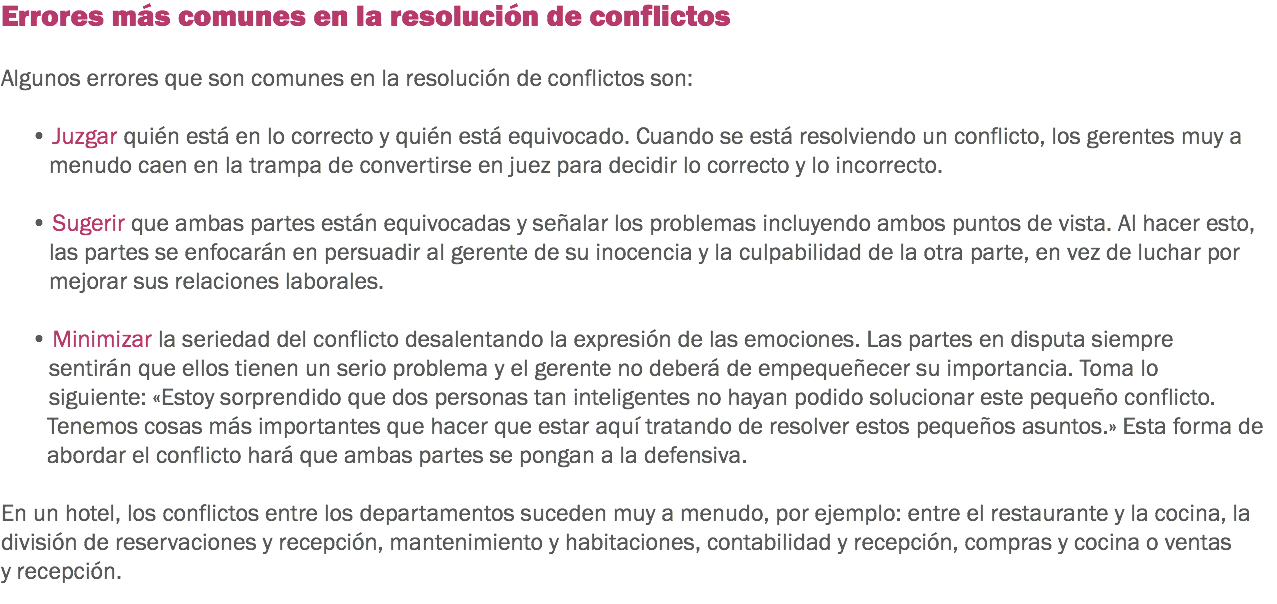 Errores más comunes en la resolución de conflictos
Algunos errores que son comunes en la resolución de conflictos son:
• Juzgar quién está en lo correcto y quién está equivocado. Cuando se está resolviendo un conflicto, los gerentes muy a
menudo caen en la trampa de convertirse en juez para decidir lo correcto y lo incorrecto.
• Sugerir que ambas partes están equivocadas y señalar los problemas incluyendo ambos puntos de vista. Al hacer esto,
las partes se enfocarán en persuadir al gerente de su inocencia y la culpabilidad de la otra parte, en vez de luchar por
mejorar sus relaciones laborales.
• Minimizar la seriedad del conflicto desalentando la expresión de las emociones. Las partes en disputa siempre
sentirán que ellos tienen un serio problema y el gerente no deberá de empequeñecer su importancia. Toma lo
siguiente: «Estoy sorprendido que dos personas tan inteligentes no hayan podido solucionar este pequeño conflicto.
Tenemos cosas más importantes que hacer que estar aquí tratando de resolver estos pequeños asuntos.» Esta forma de
abordar el conflicto hará que ambas partes se pongan a la defensiva.
En un hotel, los conflictos entre los departamentos suceden muy a menudo, por ejemplo: entre el restaurante y la cocina, la
división de reservaciones y recepción, mantenimiento y habitaciones, contabilidad y recepción, compras y cocina o ventas
y recepción.